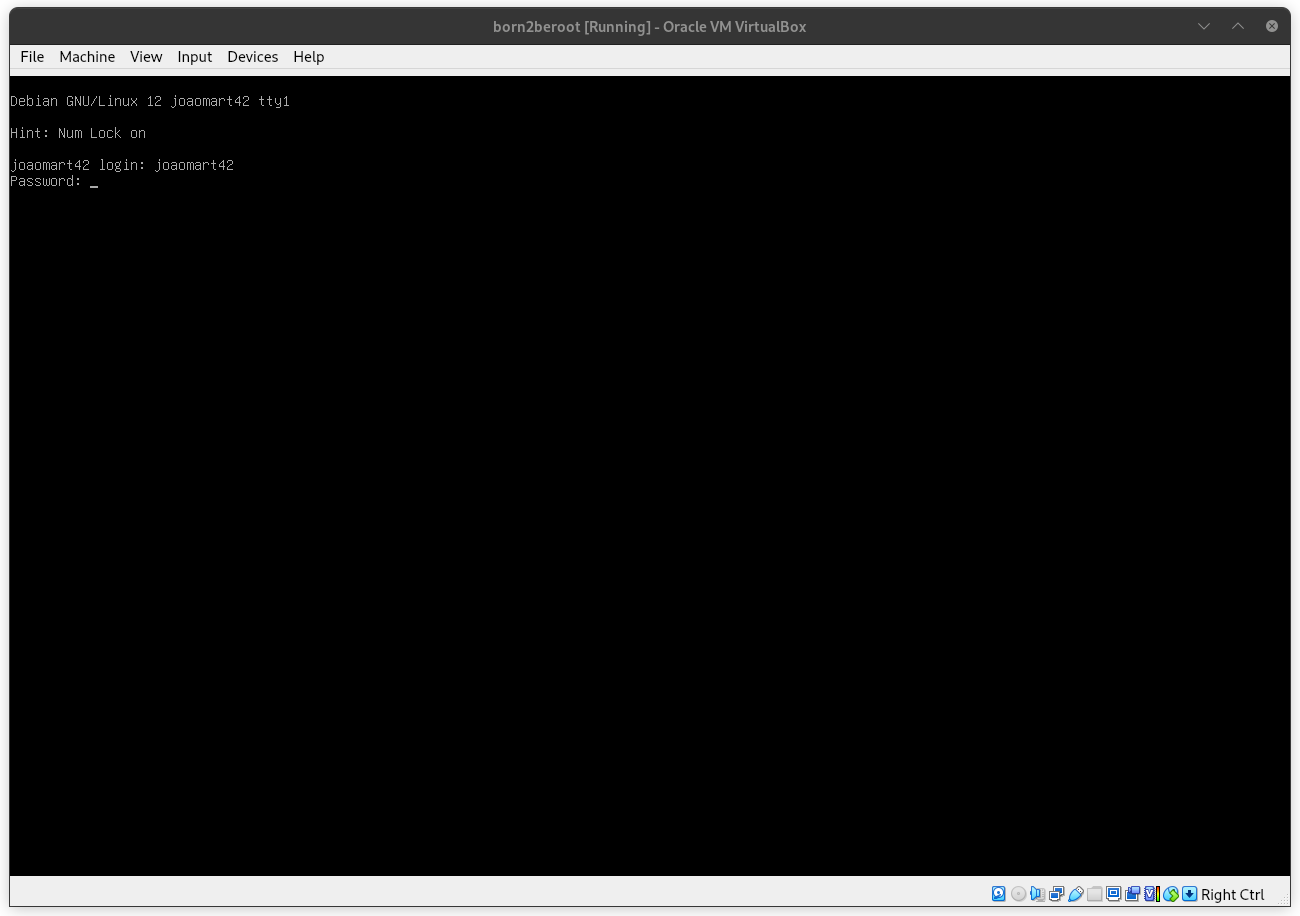 born2beroot [Running] - Oracle VM VirtualBox
File Machine View Input Devices Help
Debian GNU/Linux 12 joaomart42 tty1
Hint: Num Lock on
joaomart42 login: joaomart42
Password: _
Right Ctrl